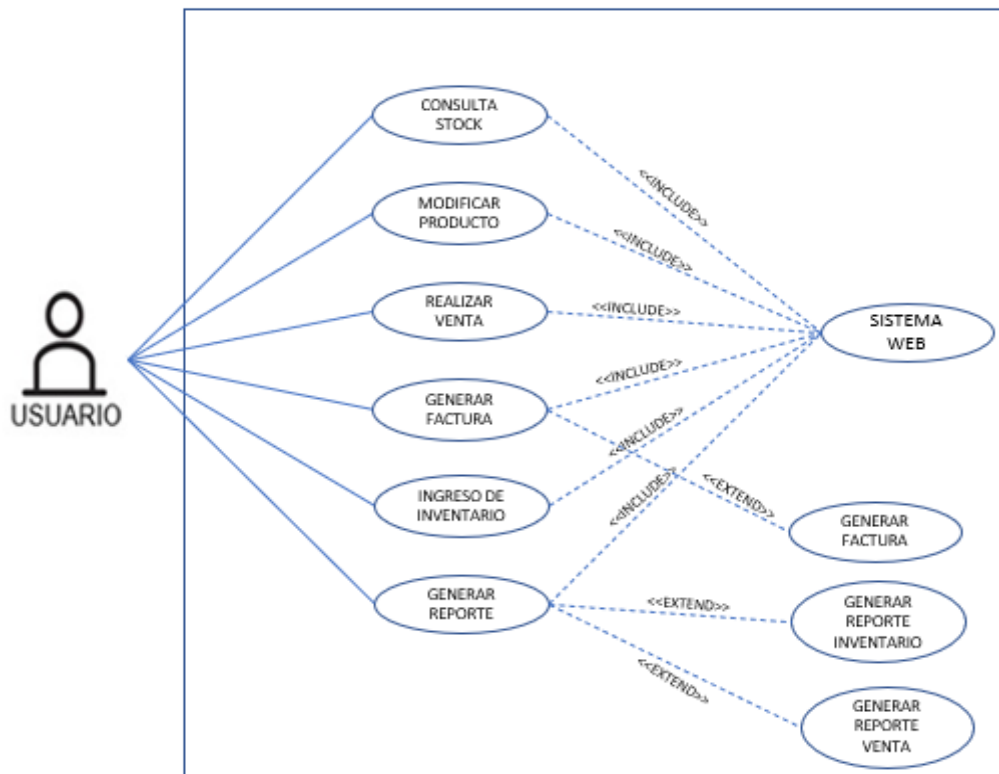 CONSULTA
STOCK
<<INCLUDE>>
MODIFICAR
PRODUCTO
<<INCLUDE>>
REALIZAR
VENTA
<<INCLUDE>>
SISTEMA
WEB
USUARIO
GENERAR
FACTURA
<<INCLUDE>>
<<INCLUDE>>
<<EXTEND>>
INGRESO DE
INVENTARIO
<<INCLUDE>>
GENERAR
FACTURA
GENERAR
REPORTE
<<EXTEND>>
GENERAR
REPORTE
INVENTARIO
<<EXTEND>>
GENERAR
REPORTE
VENTA